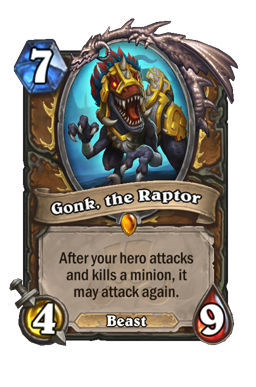 7
Gonk, the Raptor
After your hero attacks
and kills a minion, it
may attack again.
4
Beast
9